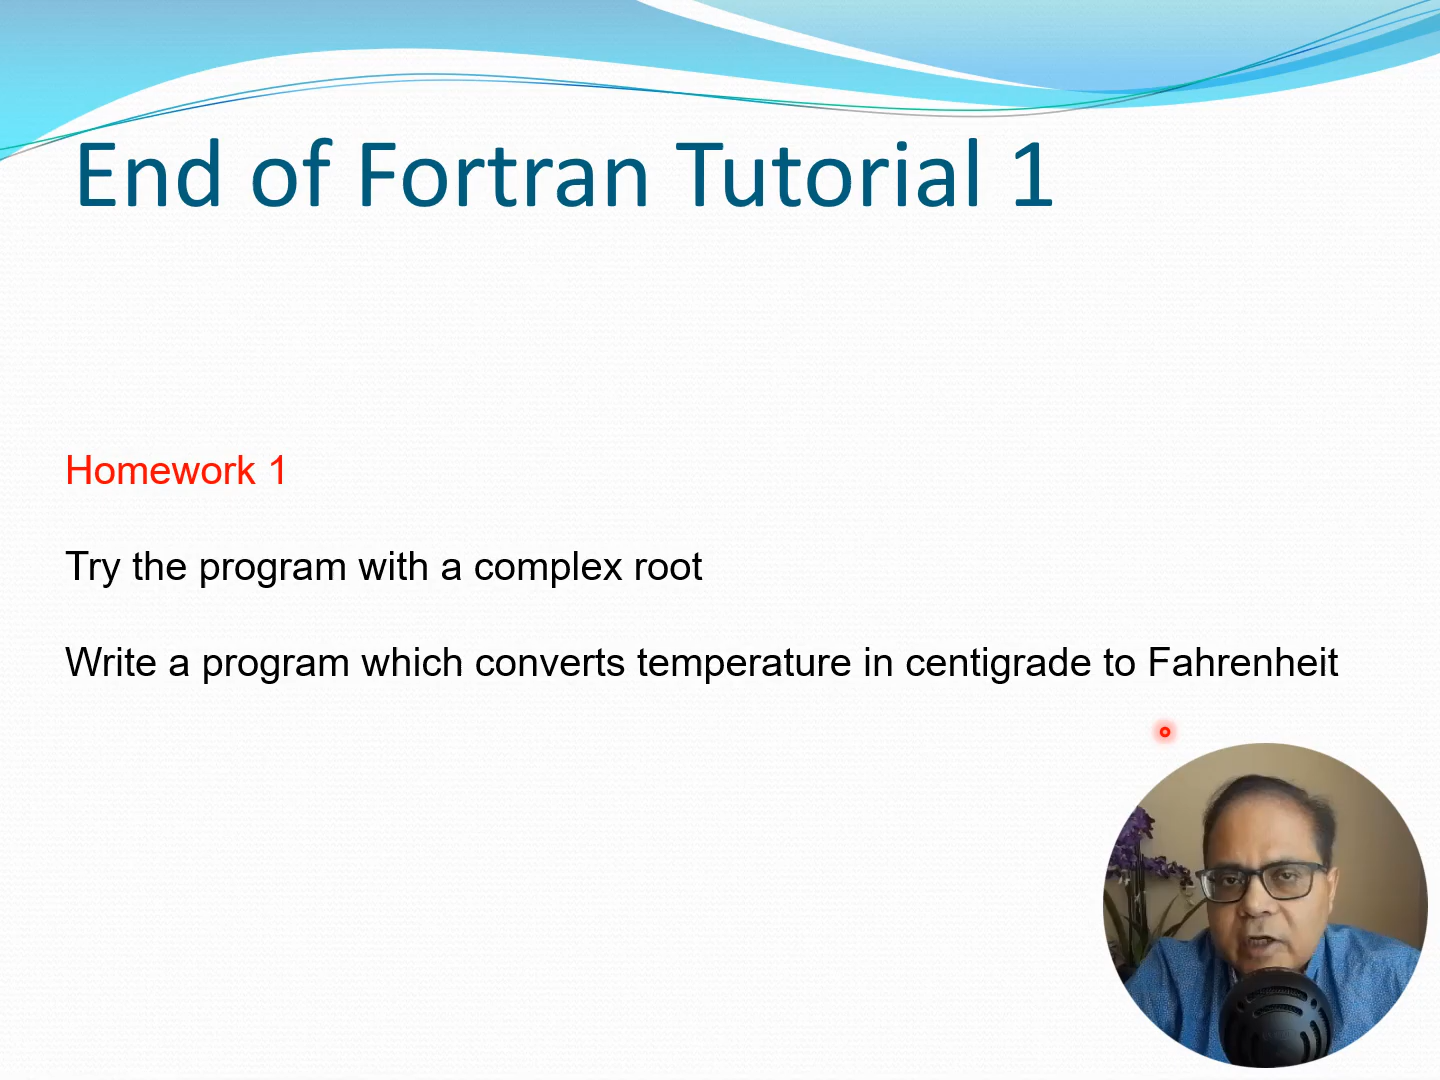 End of Fortran Tutorial 1
Homework 1
Try the program with a complex root
Write a program which converts temperature in centigrade to Fahrenheit